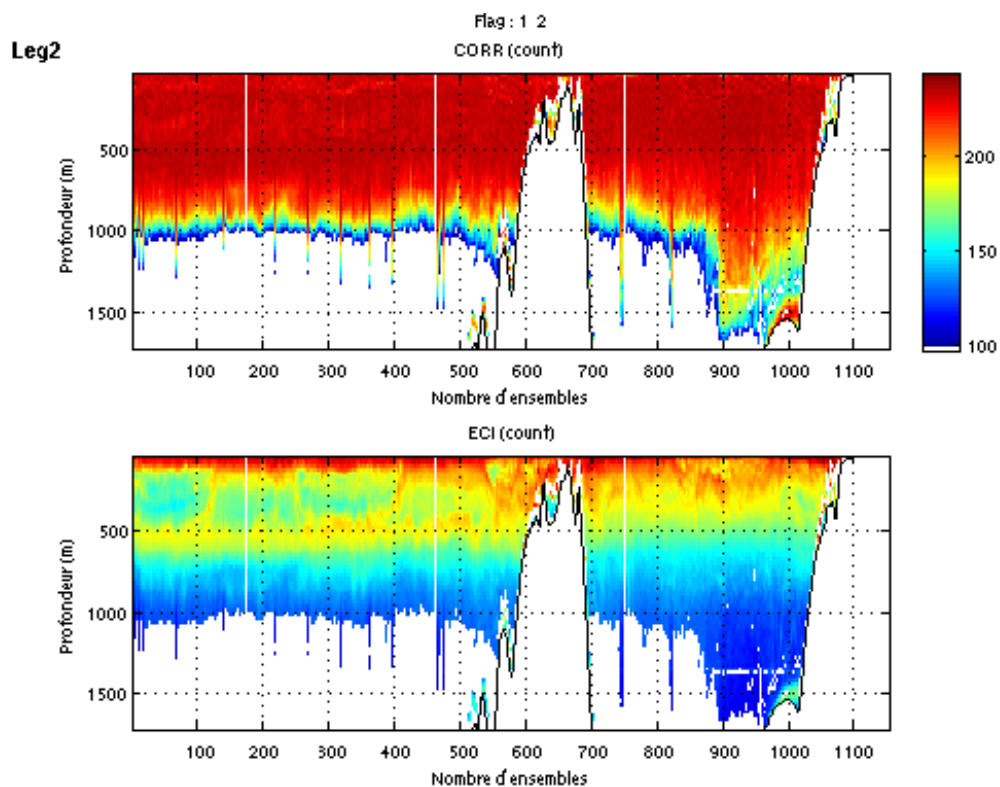 Flag : 1 2
Leg2
CORR (count)
500
1000
1500
Profondeur (m)
100 200 300 400 500 600 700 800 900 1000 1100
Nombre d'ensembles
200
150
100
ECI (count)
500
1000
1500
Profondeur (m)
100 200 300 400 500 600 700 800 900 1000 1100
Nombre d'ensembles